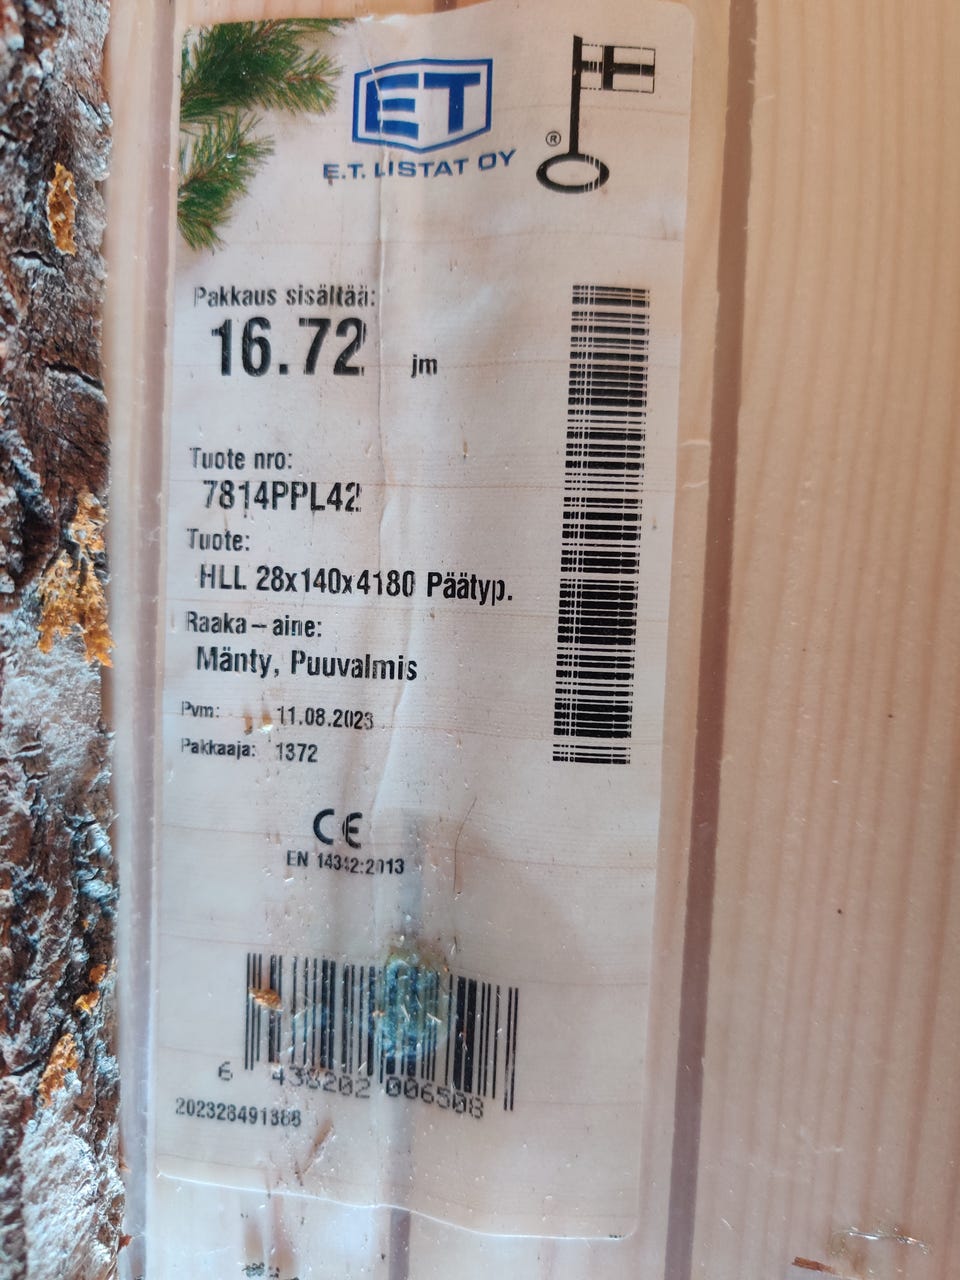 ET
E.T. LISTAT OY
®
Pakkaus sisältää:
16.72 jm
Tuote nro:
7814PPL42
Tuote:
HLL 28x140x4180 Päätyp.
Raaka-aine:
Mänty, Puuvalmis
Pvm: 11.08.2023
Pakkaaja: 1372
CE
EN 14342:2013
6 438202 006508